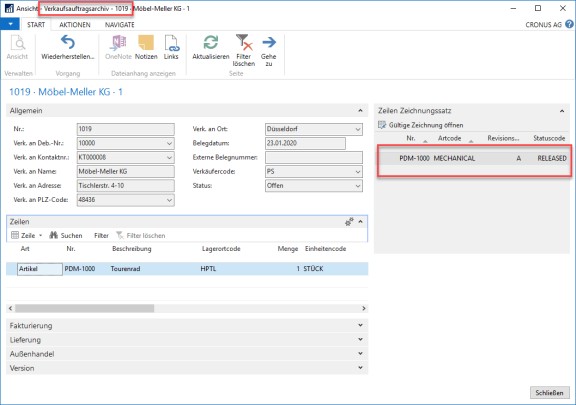 Ansicht - Verkaufsauftragsarchiv - 1019 · Möbel-Meller KG - 1
START AKTIONEN NAVIGATE CRONUS AG
Ansicht Wiederherstellen... OneNote Notizen Links Aktualisieren Filter löschen Gehe zu
Verwalten Vorgang Dateianhang anzeigen Seite
1019 · Möbel-Meller KG - 1
Allgemein
Nr.: 1019 Verk. an Ort: Düsseldorf
Verk. an Deb.-Nr.: 10000 Belegdatum: 23.01.2020
Verk. an Kontaktnr.: KT000008 Externe Belegnummer:
Verk. an Name: Möbel-Meller KG Verkäufercode: PS
Verk. an Adresse: Tischlerstr. 4-10 Status: Offen
Verk. an PLZ-Code: 48436
Zeilen
Zeile Suchen Filter Filter löschen
Art Nr. Beschreibung Lagerortcode Menge Einheitencode
Artikel PDM-1000 Tourenrad HPTL 1 STÜCK
Fakturierung
Lieferung
Außenhandel
Version
Zeilen Zeichnungssatz
Gültige Zeichnung öffnen
Nr. Artcode Revisions... Statuscode
PDM-1000 MECHANICAL A RELEASED
Schließen